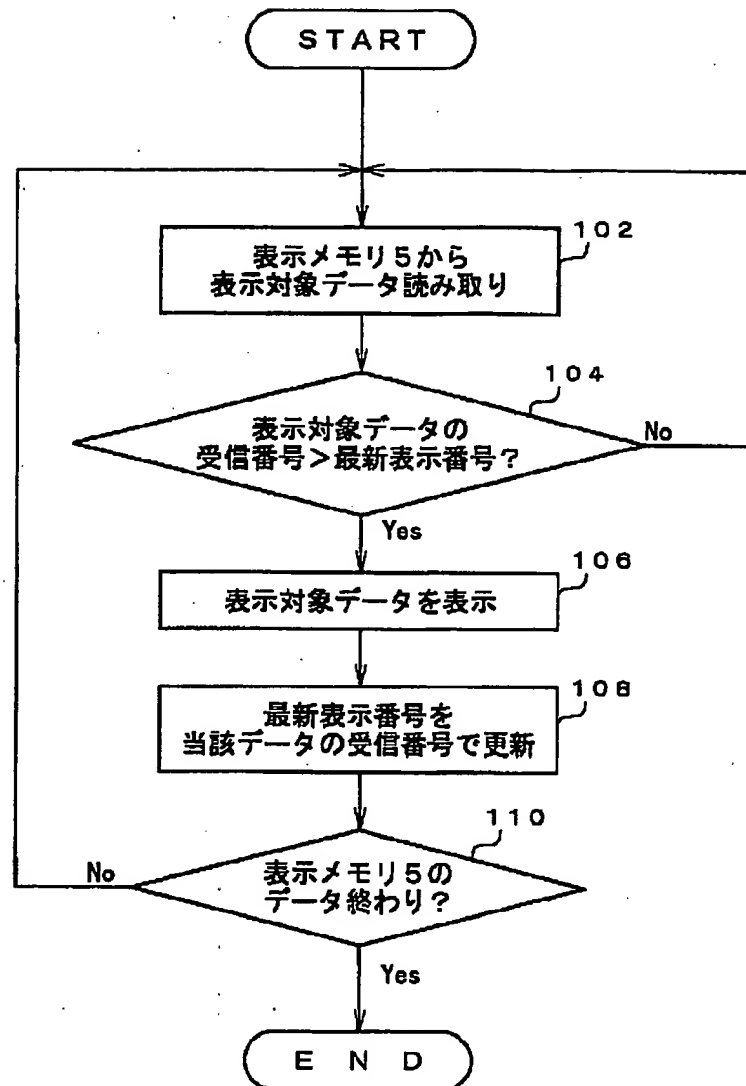 START
102
表示メモリ5から
表示対象データ読み取り
104
表示対象データの
受信番号>最新表示番号?
No
Yes
106
表示対象データを表示
108
最新表示番号を
当該データの受信番号で更新
110
表示メモリ5の
データ終わり?
No
Yes
END